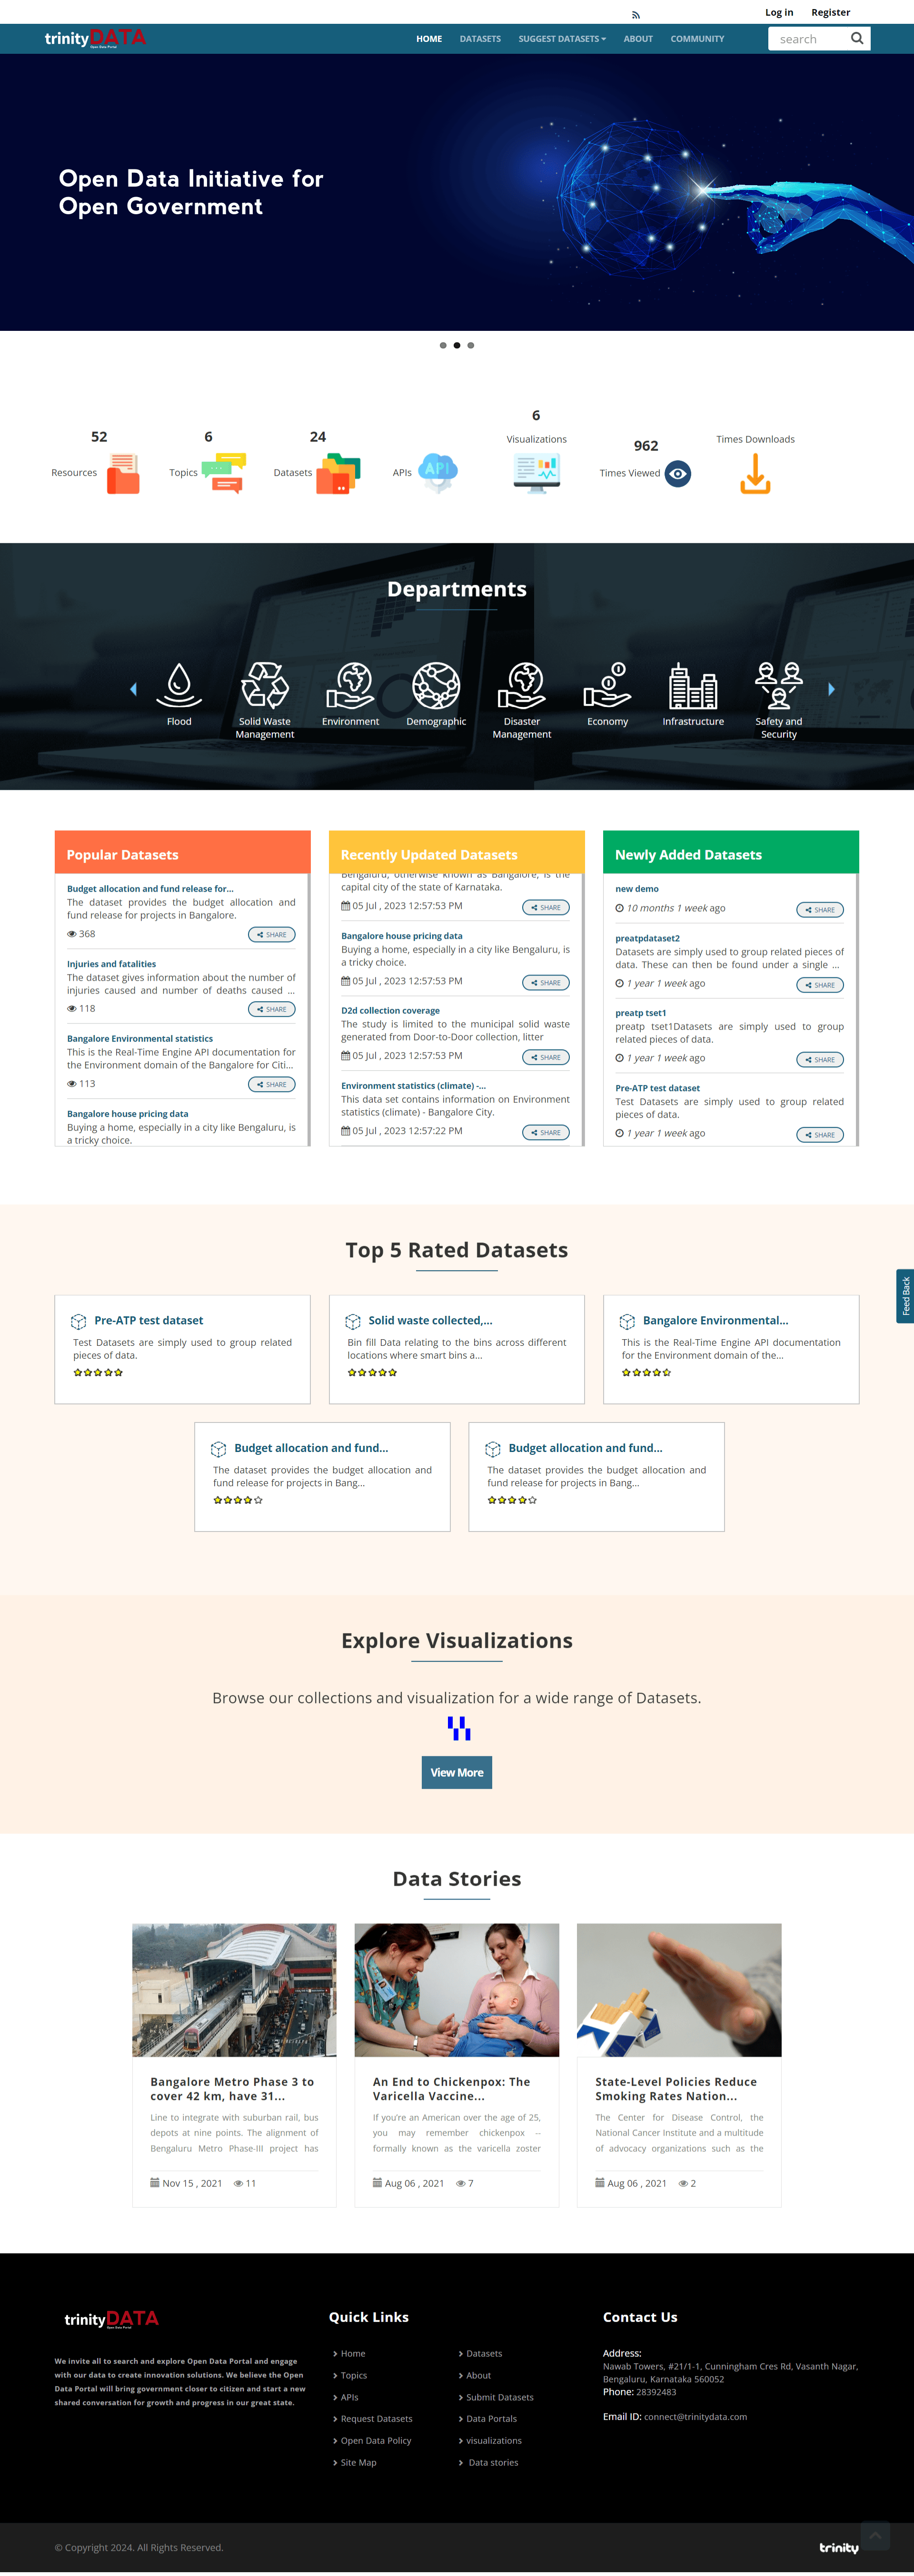 Log in Register
trinityDATA
Open Data Portal
HOME DATASETS SUGGEST DATASETS ABOUT COMMUNITY
search
Open Data Initiative for
Open Government
52
Resources
6
Topics
24
Datasets
APIs
API
6
Visualizations
962
Times Viewed
Times Downloads
Departments
Flood
Solid Waste
Management
Environment
Demographic
Disaster
Management
Economy
Infrastructure
Safety and
Security
Popular Datasets
Budget allocation and fund release for...
The dataset provides the budget allocation and
fund release for projects in Bangalore.
368 SHARE
Injuries and fatalities
The dataset gives information about the number of
injuries caused and number of deaths caused ...
118 SHARE
Bangalore Environmental statistics
This is the Real-Time Engine API documentation for
the Environment domain of the Bangalore for Citi...
113 SHARE
Bangalore house pricing data
Buying a home, especially in a city like Bengaluru, is
a tricky choice.
Recently Updated Datasets
Bengaluru, otherwise known as Bangalore, is the
capital city of the state of Karnataka.
05 Jul , 2023 12:57:53 PM SHARE
Bangalore house pricing data
Buying a home, especially in a city like Bengaluru, is
a tricky choice.
05 Jul , 2023 12:57:53 PM SHARE
D2d collection coverage
The study is limited to the municipal solid waste
generated from Door-to-Door collection, litter
05 Jul , 2023 12:57:53 PM SHARE
Environment statistics (climate) -...
This data set contains information on Environment
statistics (climate) - Bangalore City.
05 Jul , 2023 12:57:22 PM SHARE
Newly Added Datasets
new demo
10 months 1 week ago SHARE
preatpdataset2
Datasets are simply used to group related pieces of
data. These can then be found under a single ...
1 year 1 week ago SHARE
preatp tset1
preatp tset1Datasets are simply used to group
related pieces of data.
1 year 1 week ago SHARE
Pre-ATP test dataset
Test Datasets are simply used to group related
pieces of data.
1 year 1 week ago SHARE
Top 5 Rated Datasets
Feed Back
Pre-ATP test dataset
Test Datasets are simply used to group related
pieces of data.
Solid waste collected,...
Bin fill Data relating to the bins across different
locations where smart bins a...
Bangalore Environmental...
This is the Real-Time Engine API documentation
for the Environment domain of the...
Budget allocation and fund...
The dataset provides the budget allocation and
fund release for projects in Bang...
Budget allocation and fund...
The dataset provides the budget allocation and
fund release for projects in Bang...
Explore Visualizations
Browse our collections and visualization for a wide range of Datasets.
View More
Data Stories
Bangalore Metro Phase 3 to
cover 42 km, have 31...
Line to integrate with suburban rail, bus
depots at nine points. The alignment of
Bengaluru Metro Phase-III project has
Nov 15 , 2021 11
An End to Chickenpox: The
Varicella Vaccine...
If you're an American over the age of 25,
you may remember chickenpox --
formally known as the varicella zoster
Aug 06 , 2021 7
State-Level Policies Reduce
Smoking Rates Nation...
The Center for Disease Control, the
National Cancer Institute and a multitude
of advocacy organizations such as the
Aug 06 , 2021 2
trinityDATA
Open Data Portal
We invite all to search and explore Open Data Portal and engage
with our data to create innovation solutions. We believe the Open
Data Portal will bring government closer to citizen and start a new
shared conversation for growth and progress in our great state.
Quick Links
Home
Topics
APIs
Request Datasets
Open Data Policy
Site Map
Datasets
About
Submit Datasets
Data Portals
visualizations
Data stories
Contact Us
Address:
Nawab Towers, #21/1-1, Cunningham Cres Rd, Vasanth Nagar,
Bengaluru, Karnataka 560052
Phone: 28392483
Email ID: connect@trinitydata.com
© Copyright 2024. All Rights Reserved.
trinity